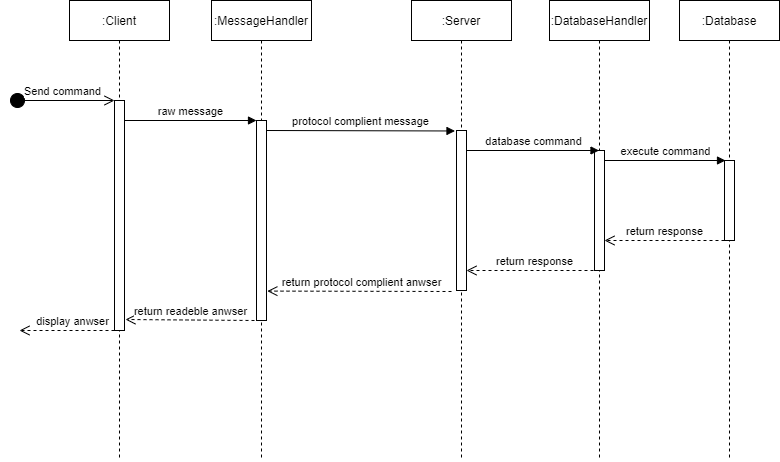 :Client
:MessageHandler
:Server
:DatabaseHandler
:Database
Send command
raw message
protocol complient message
database command
execute command
return response
return response
return protocol complient anwser
return readeble anwser
display anwser